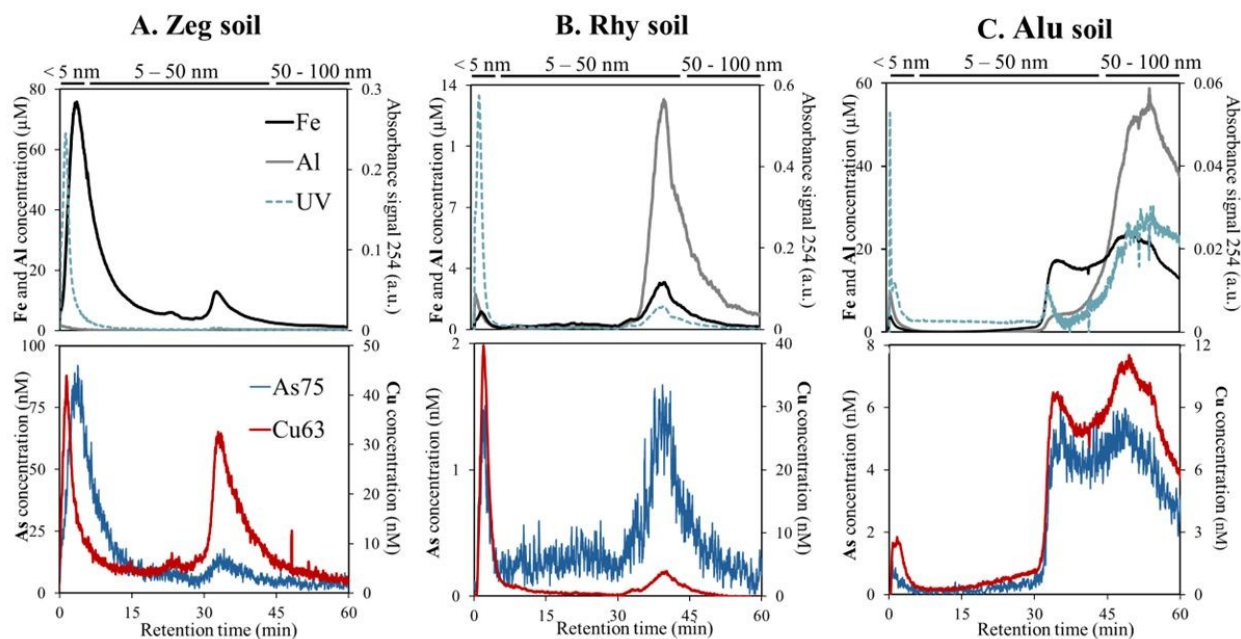 A. Zeg soil
B. Rhy soil
C. Alu soil
< 5 nm 5 – 50 nm 50 - 100 nm
< 5 nm 5 – 50 nm 50 - 100 nm
< 5 nm 5 – 50 nm 50 - 100 nm
Fe and Al concentration (µM)
80
60
40
20
0
Fe
Al
UV
0.3
0.2
0.1
0
Absorbance signal 254 (a.u.)
Fe and Al concentration (µM)
14
1
7
4
0
0.6
0.4
0.2
0
Absorbance signal 254 (a.u.)
Fe and Al concentration (µM)
60
40
20
0
0.06
0.04
0.02
0
Absorbance signal 254 (a.u.)
As concentration (nM)
100
75
50
25
0
As75
Cu63
50
40
30
20
10
0
Cu concentration (nM)
0 15 30 45 60
Retention time (min)
As concentration (nM)
2
1
0
40
30
20
10
0
Cu concentration (nM)
0 15 30 45 60
Retention time (min)
As concentration (nM)
8
6
4
2
0
12
9
6
3
0
Cu concentration (nM)
0 15 30 45 60
Retention time (min)